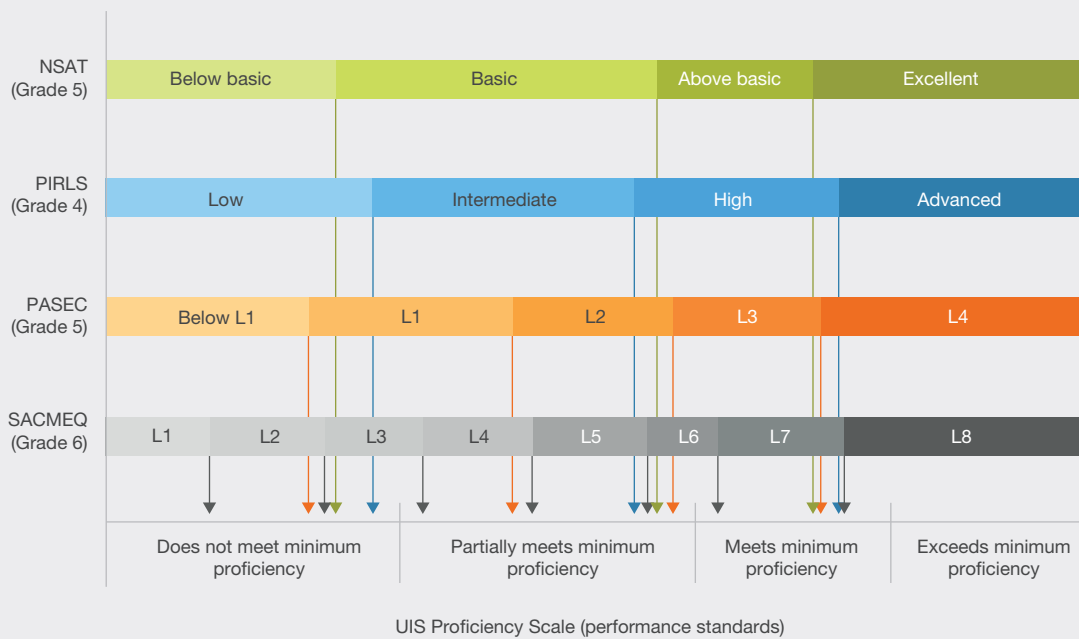 NSAT
(Grade 5)
Below basic
Basic
Above basic
Excellent
PIRLS
(Grade 4)
Low
Intermediate
High
Advanced
PASEC
(Grade 5)
Below L1
L1
L2
L3
L4
SACMEQ
(Grade 6)
L1
L2
L3
L4
L5
L6
L7
L8
Does not meet minimum
proficiency
Partially meets minimum
proficiency
Meets minimum
proficiency
Exceeds minimum
proficiency
UIS Proficiency Scale (performance standards)